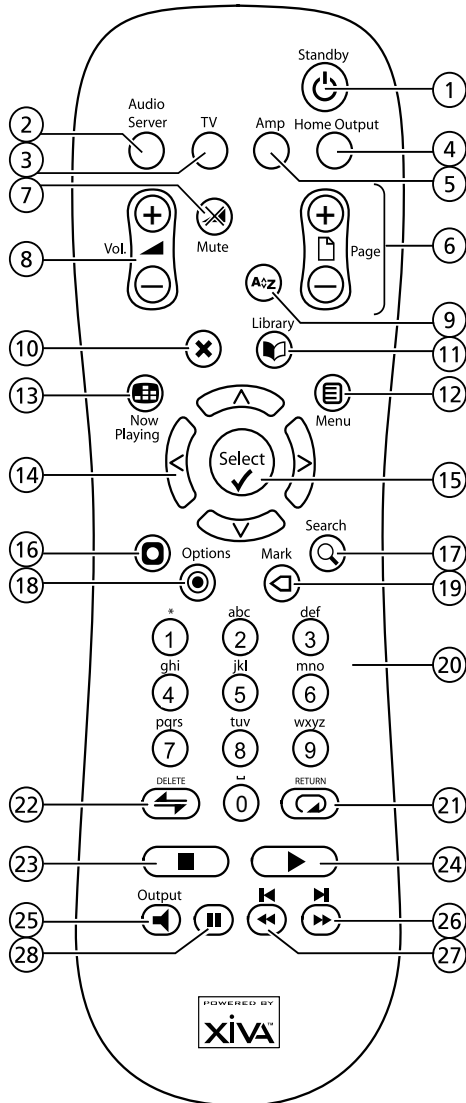 Standby
1
Audio Server
TV
Amp
Home Output
2
3
4
5
7
Mute
Vol.
8
Page
6
A Z
9
10
Library
11
13
Now Playing
Menu
12
14
Select
15
16
Options
18
Mark
Search
17
19
* abc def
1 2 3
ghi jkl mno
4 5 6
20
pqrs tuv wxyz
7 8 9
DELETE
RETURN
22
0
21
23
24
Output
25
26
28
27
POWERED BY
XiVA™